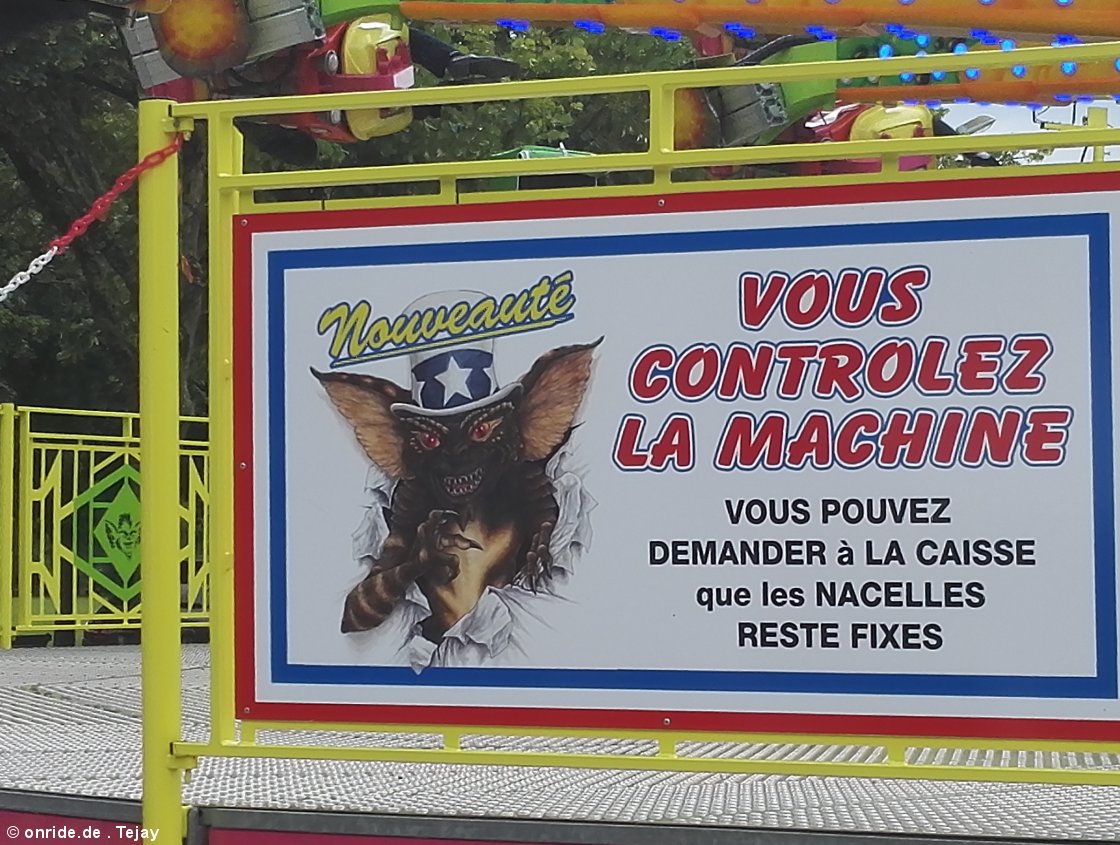 Nouveauté
VOUS
CONTROLEZ
LA MACHINE
VOUS POUVEZ
DEMANDER à LA CAISSE
que les NACELLES
RESTE FIXES
© onride.de . Tejay